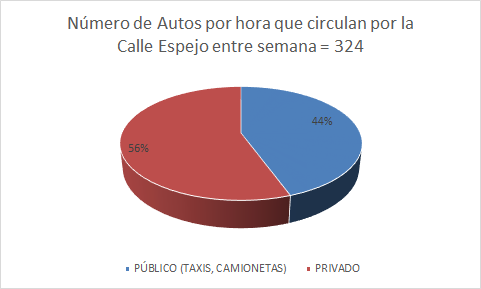 Número de Autos por hora que circulan por la
Calle Espejo entre semana = 324
44%
56%
PÚBLICO (TAXIS, CAMIONETAS) PRIVADO